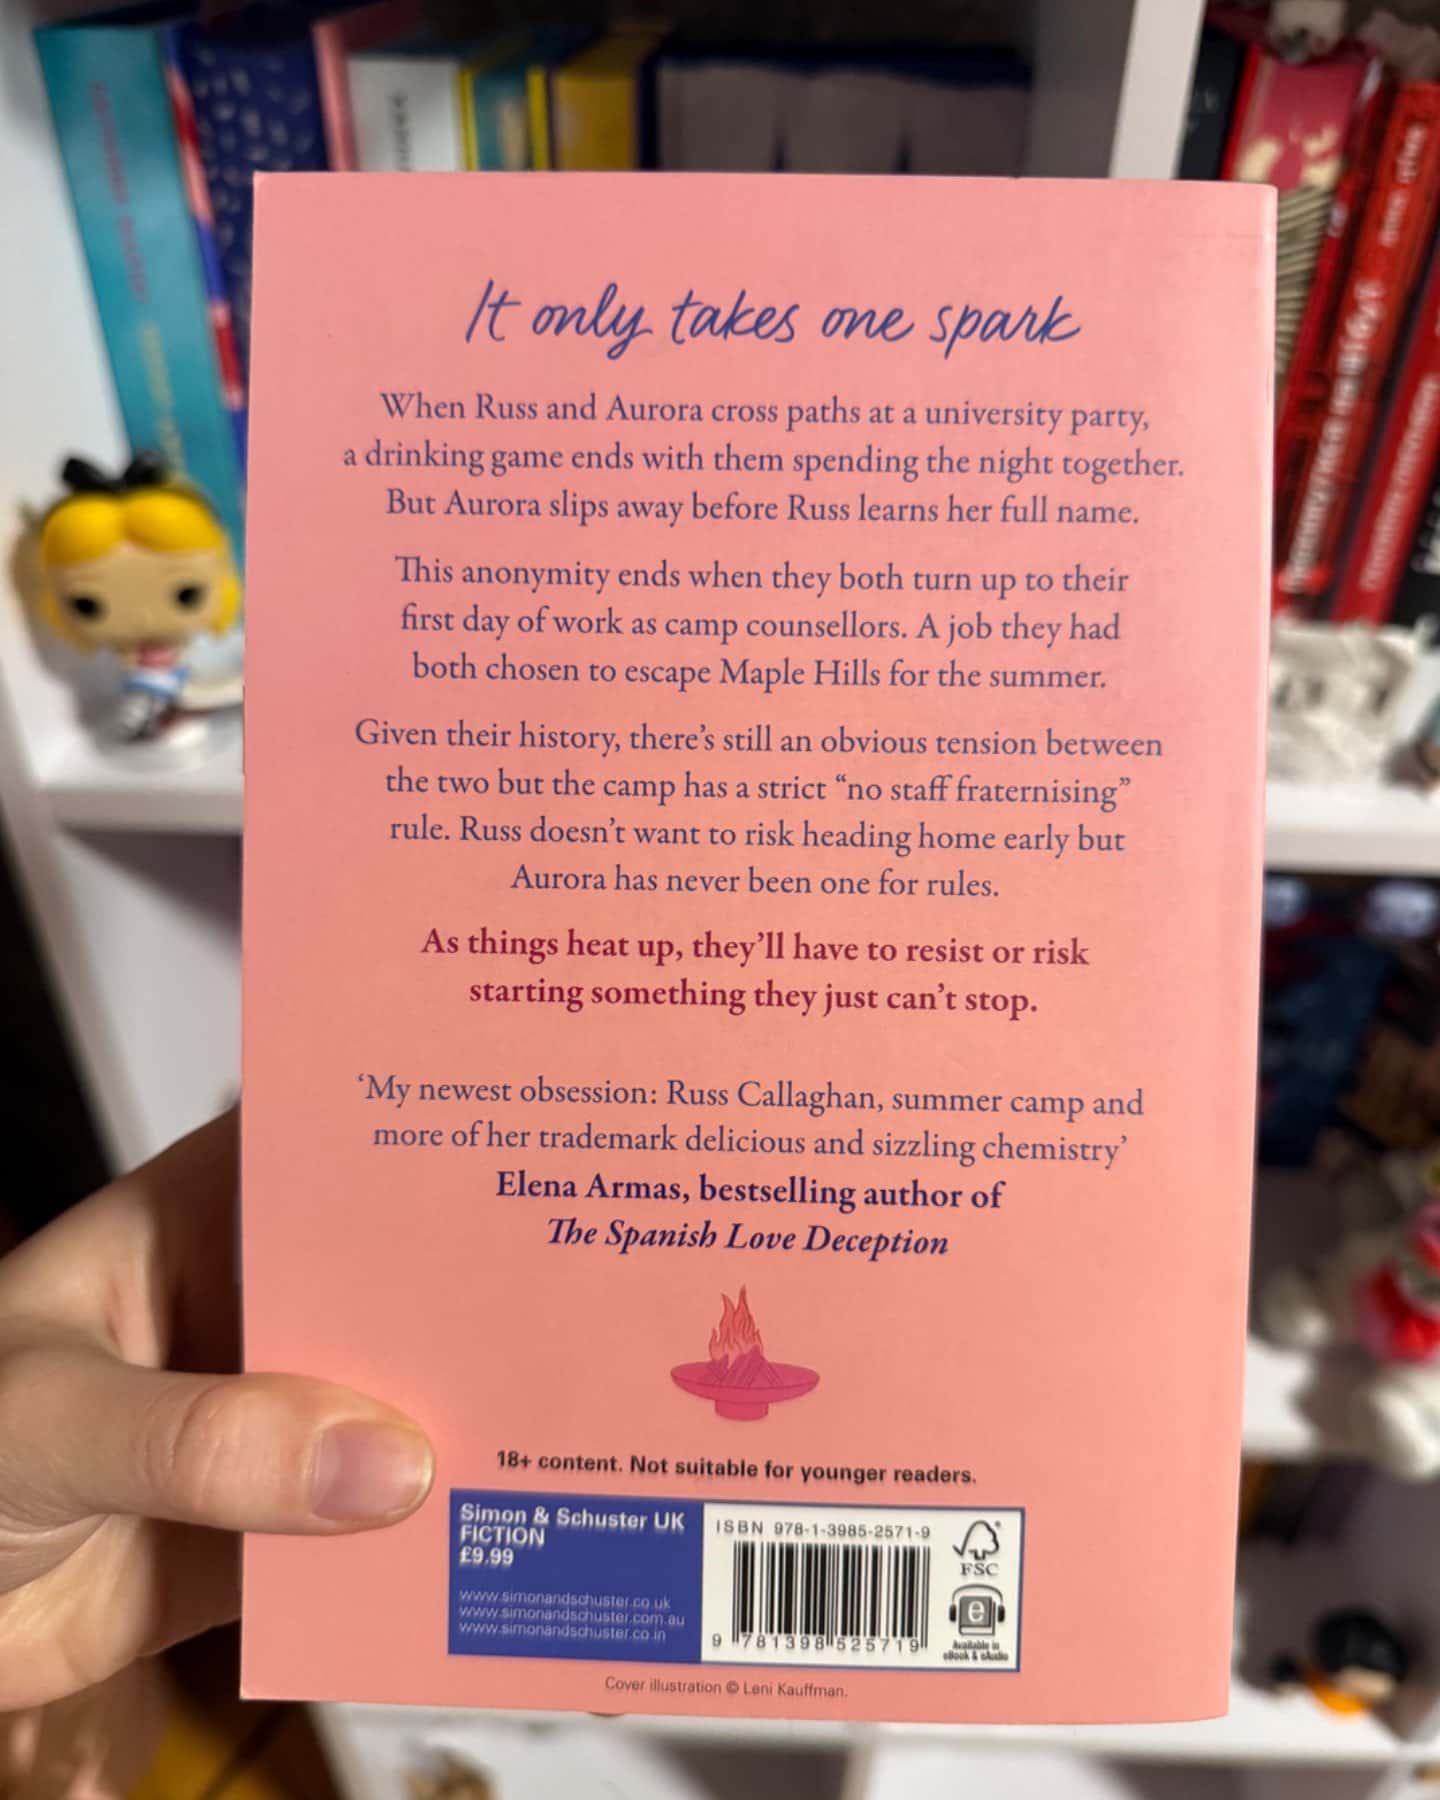 It only takes one spark
When Russ and Aurora cross paths at a university party,
a drinking game ends with them spending the night together.
But Aurora slips away before Russ learns her full name.
This anonymity ends when they both turn up to their
first day of work as camp counsellors. A job they had
both chosen to escape Maple Hills for the summer.
Given their history, there’s still an obvious tension between
the two but the camp has a strict “no staff fraternising”
rule. Russ doesn’t want to risk heading home early but
Aurora has never been one for rules.
As things heat up, they’ll have to resist or risk
starting something they just can’t stop.
‘My newest obsession: Russ Callaghan, summer camp and
more of her trademark delicious and sizzling chemistry’
Elena Armas, bestselling author of
The Spanish Love Deception
18+ content. Not suitable for younger readers.
Simon & Schuster UK
FICTION
£9.99
www.simonandschuster.co.uk
www.simonandschuster.com.au
www.simonandschuster.co.in
ISBN 978-1-3985-2571-9
9 781398 525719
FSC
e
Available in
eBook & eAudio
Cover illustration © Leni Kauffman.